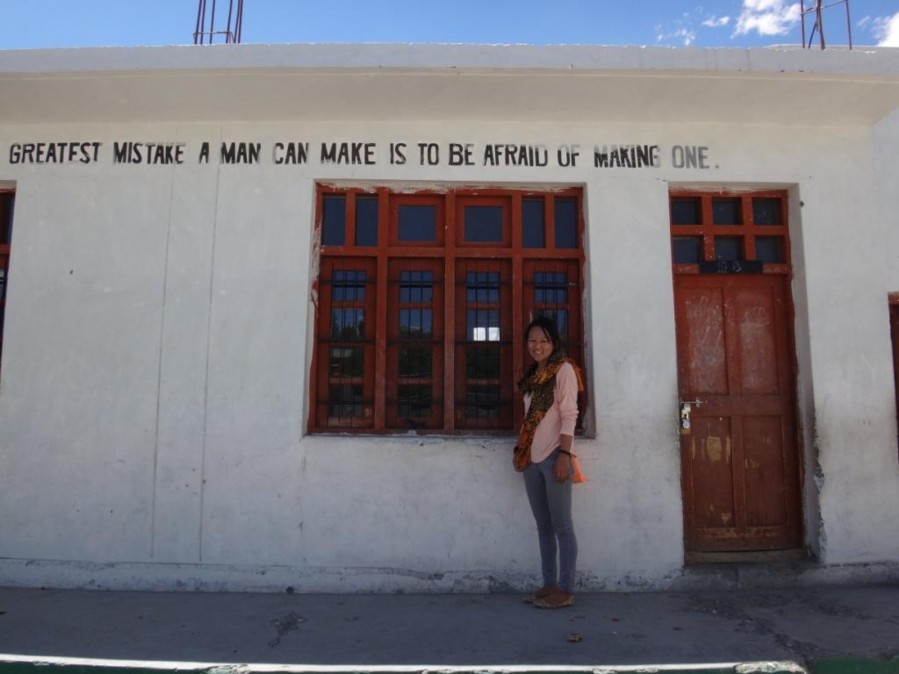 GREATEST MISTAKE A MAN CAN MAKE IS TO BE AFRAID OF MAKING ONE.